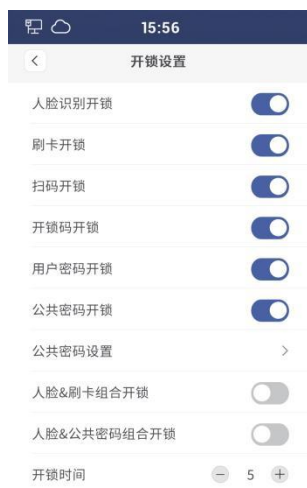 15:56
开锁设置
人脸识别开锁
刷卡开锁
扫码开锁
开锁码开锁
用户密码开锁
公共密码开锁
公共密码设置
人脸&刷卡组合开锁
人脸&公共密码组合开锁
开锁时间 5